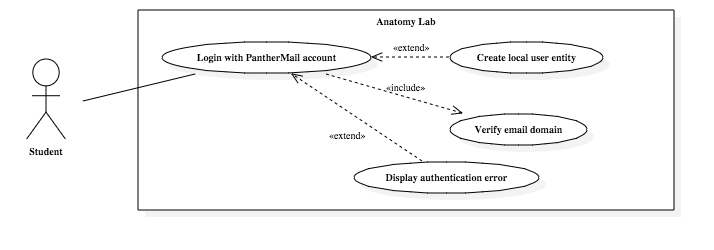 Anatomy Lab
«extend»
Login with PantherMail account
Create local user entity
«include»
Verify email domain
«extend»
Student
Display authentication error